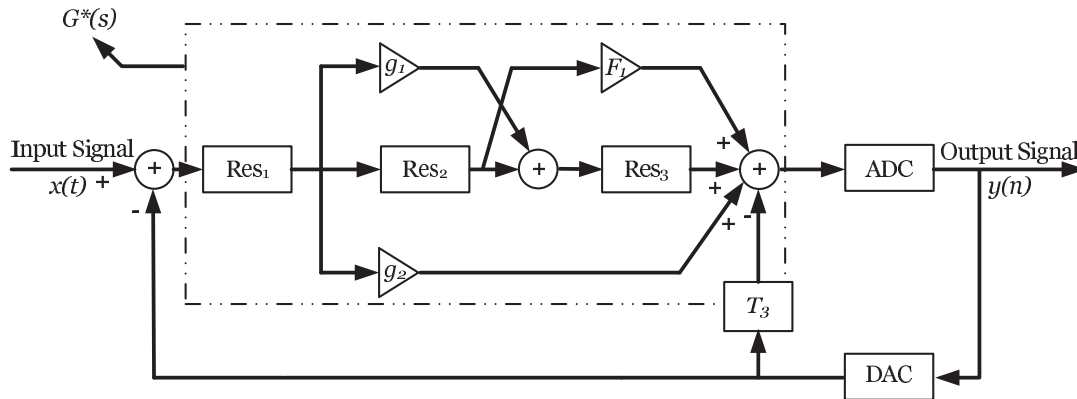 G*(s)
g₁
F₁
Input Signal
x(t)
+
+
Res₁
Res₂
+
Res₃
+
+
+
+
-
-
ADC
Output Signal
y(n)
g₂
T₃
DAC